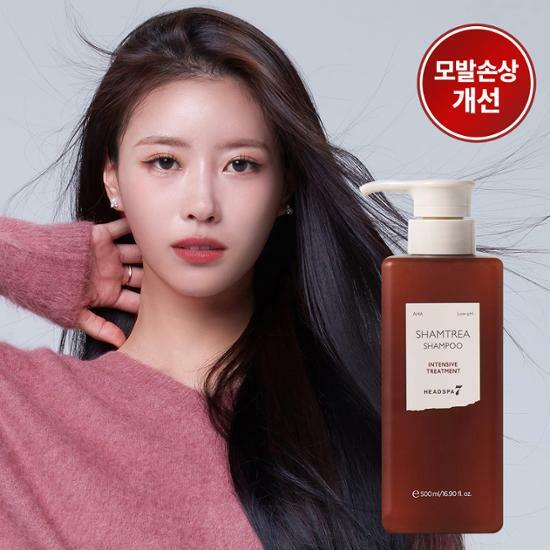 모발손상
개선
AHA Low-pH
SHAMTREA
SHAMPOO
INTENSIVE
TREATMENT
HEADSPA7
℮ 500ml/16.90 fl. oz.